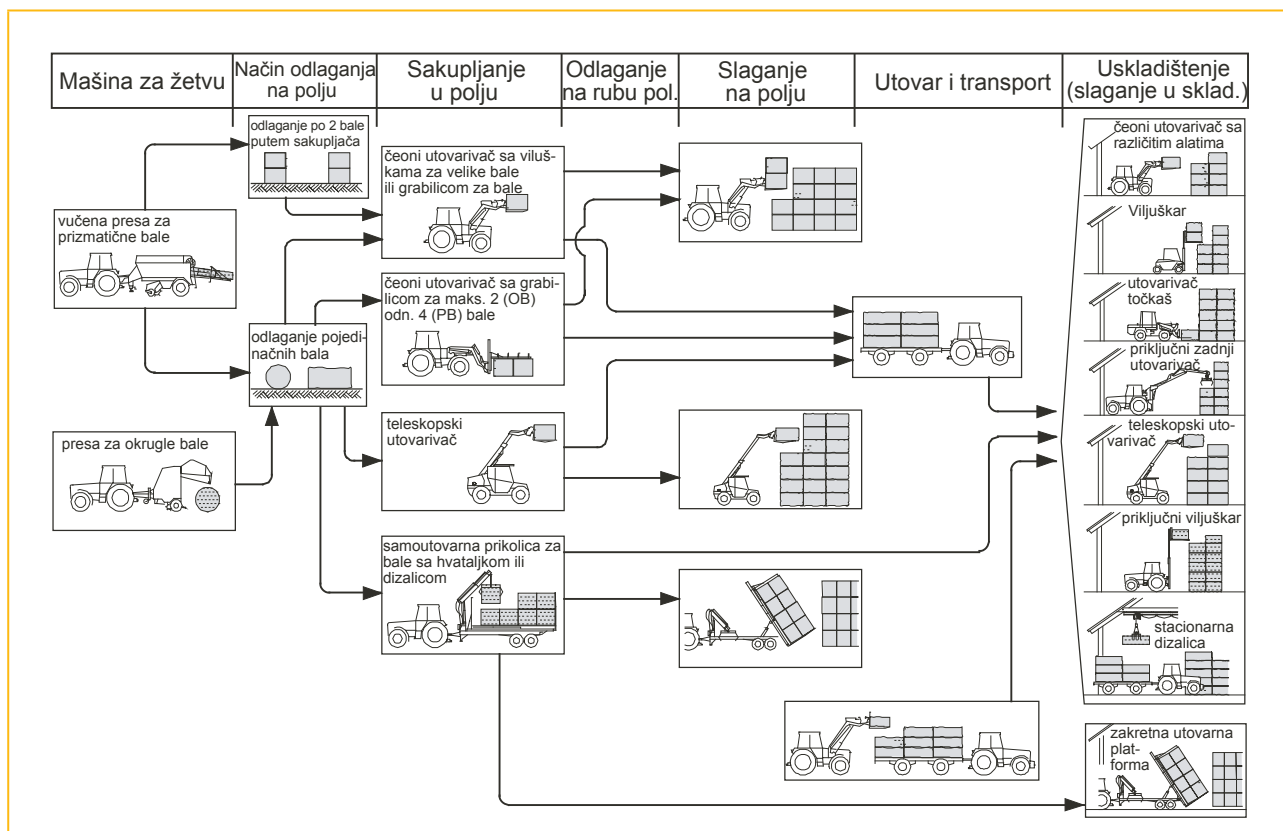 Mašina za žetvu
Način odlaganja
na polju
Sakupljanje
u polju
Odlaganje
na rubu pol.
Slaganje
na polju
Utovar i transport
Uskladištenje
(slaganje u sklad.)
odlaganje po 2 bale
putem sakupljača
vučena presa za
prizmatične bale
odlaganje pojedi-
načnih bala
presa za okrugle bale
čeoni utovarivač sa viluš-
kama za velike bale
ili grabilicom za bale
čeoni utovarivač sa grabi-
licom za maks. 2 (OB)
odn. 4 (PB) bale
teleskopski
utovarivač
samoutovarna prikolica za
bale sa hvataljkom ili
dizalicom
čeoni utovarivač sa
različitim alatima
Viljuškar
utovarivač
točkaš
priključni zadnji
utovarivač
teleskopski uto-
varivač
priključni viljuškar
stacionarna
dizalica
zakretna utovarna
plat-
forma